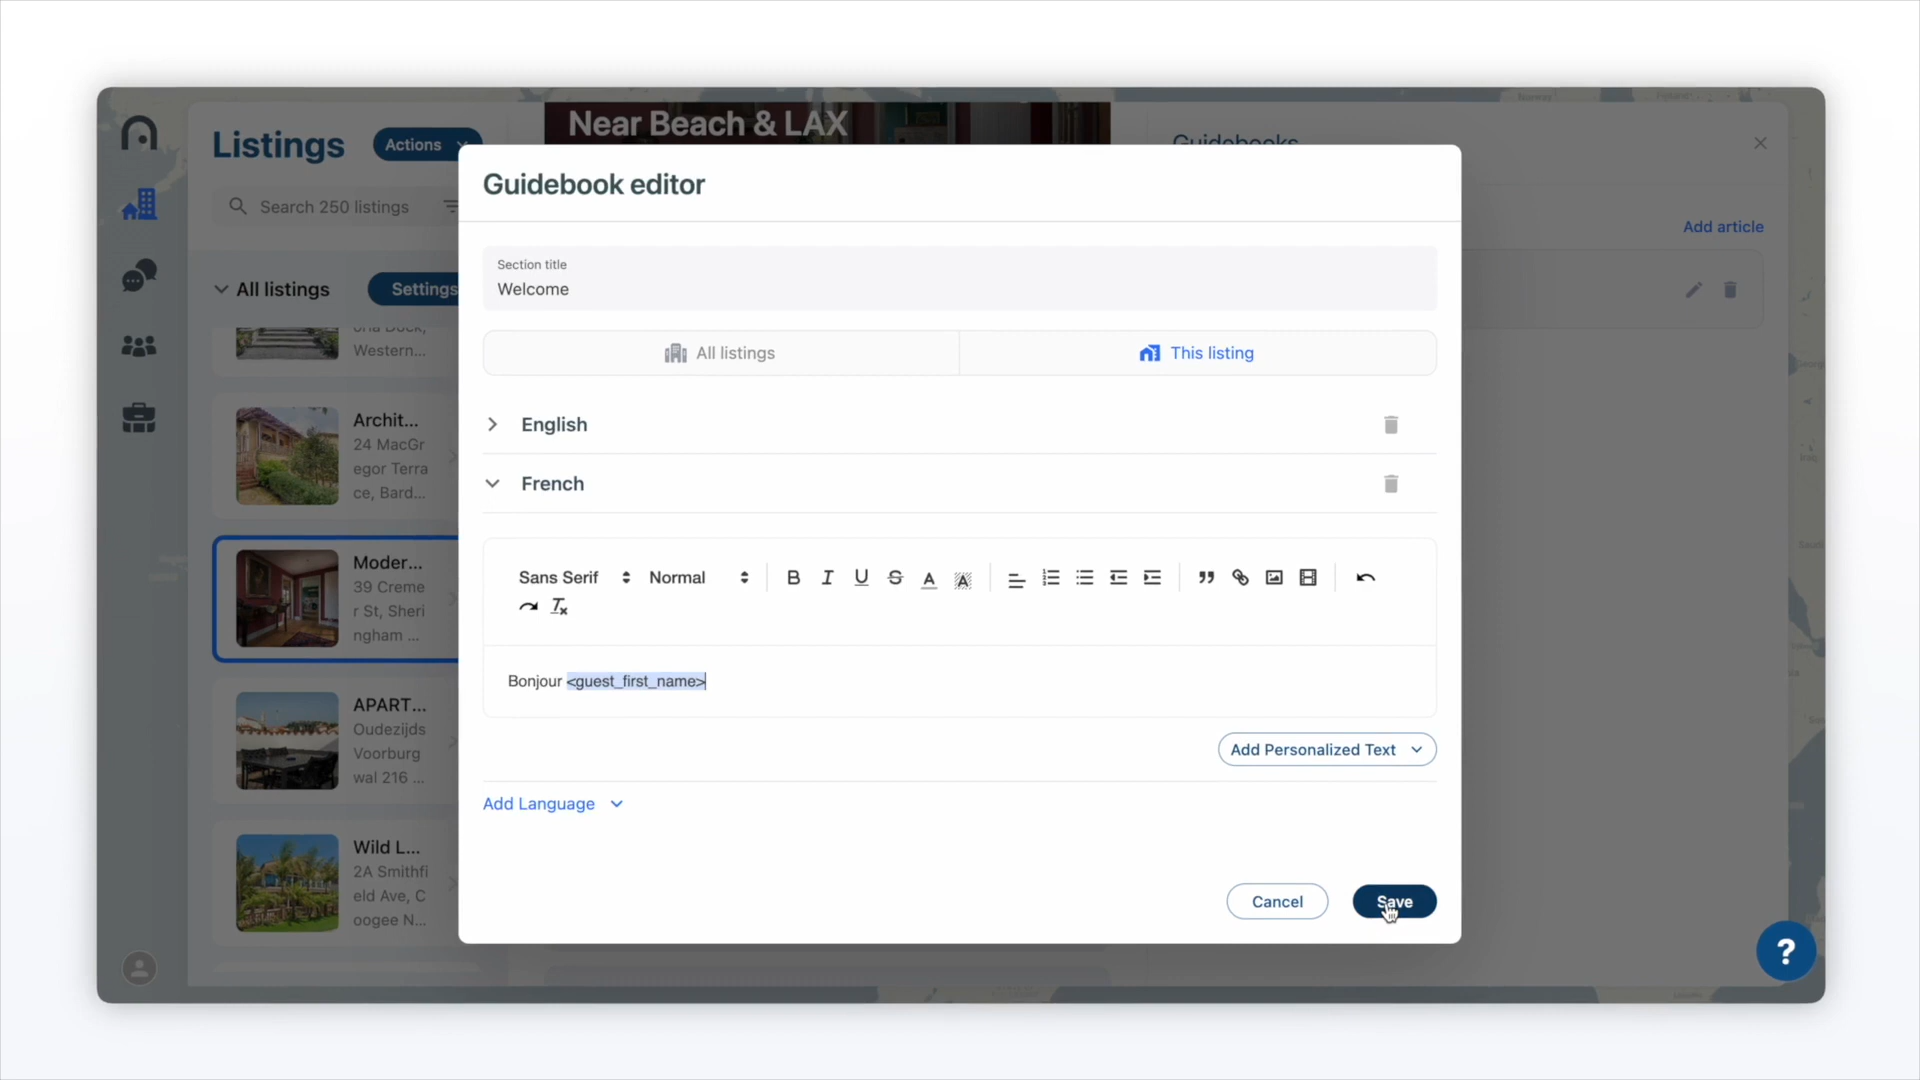 Near Beach & LAX
Listings
Actions
Guidebooks
Search 250 listings
Add article
All listings
Settings
Western...
Archit...
24 MacGr
egor Terra
ce, Bard...
Moder...
39 Creme
r St, Sheri
ngham ...
APART...
Oudezijds
Voorburg
wal 216 ...
Wild L...
2A Smithfi
eld Ave, C
oogee N...
Guidebook editor
Section title
Welcome
All listings
This listing
English
French
Sans Serif
Normal
Bonjour <guest_first_name>
Add Personalized Text
Add Language
Cancel
Save
?